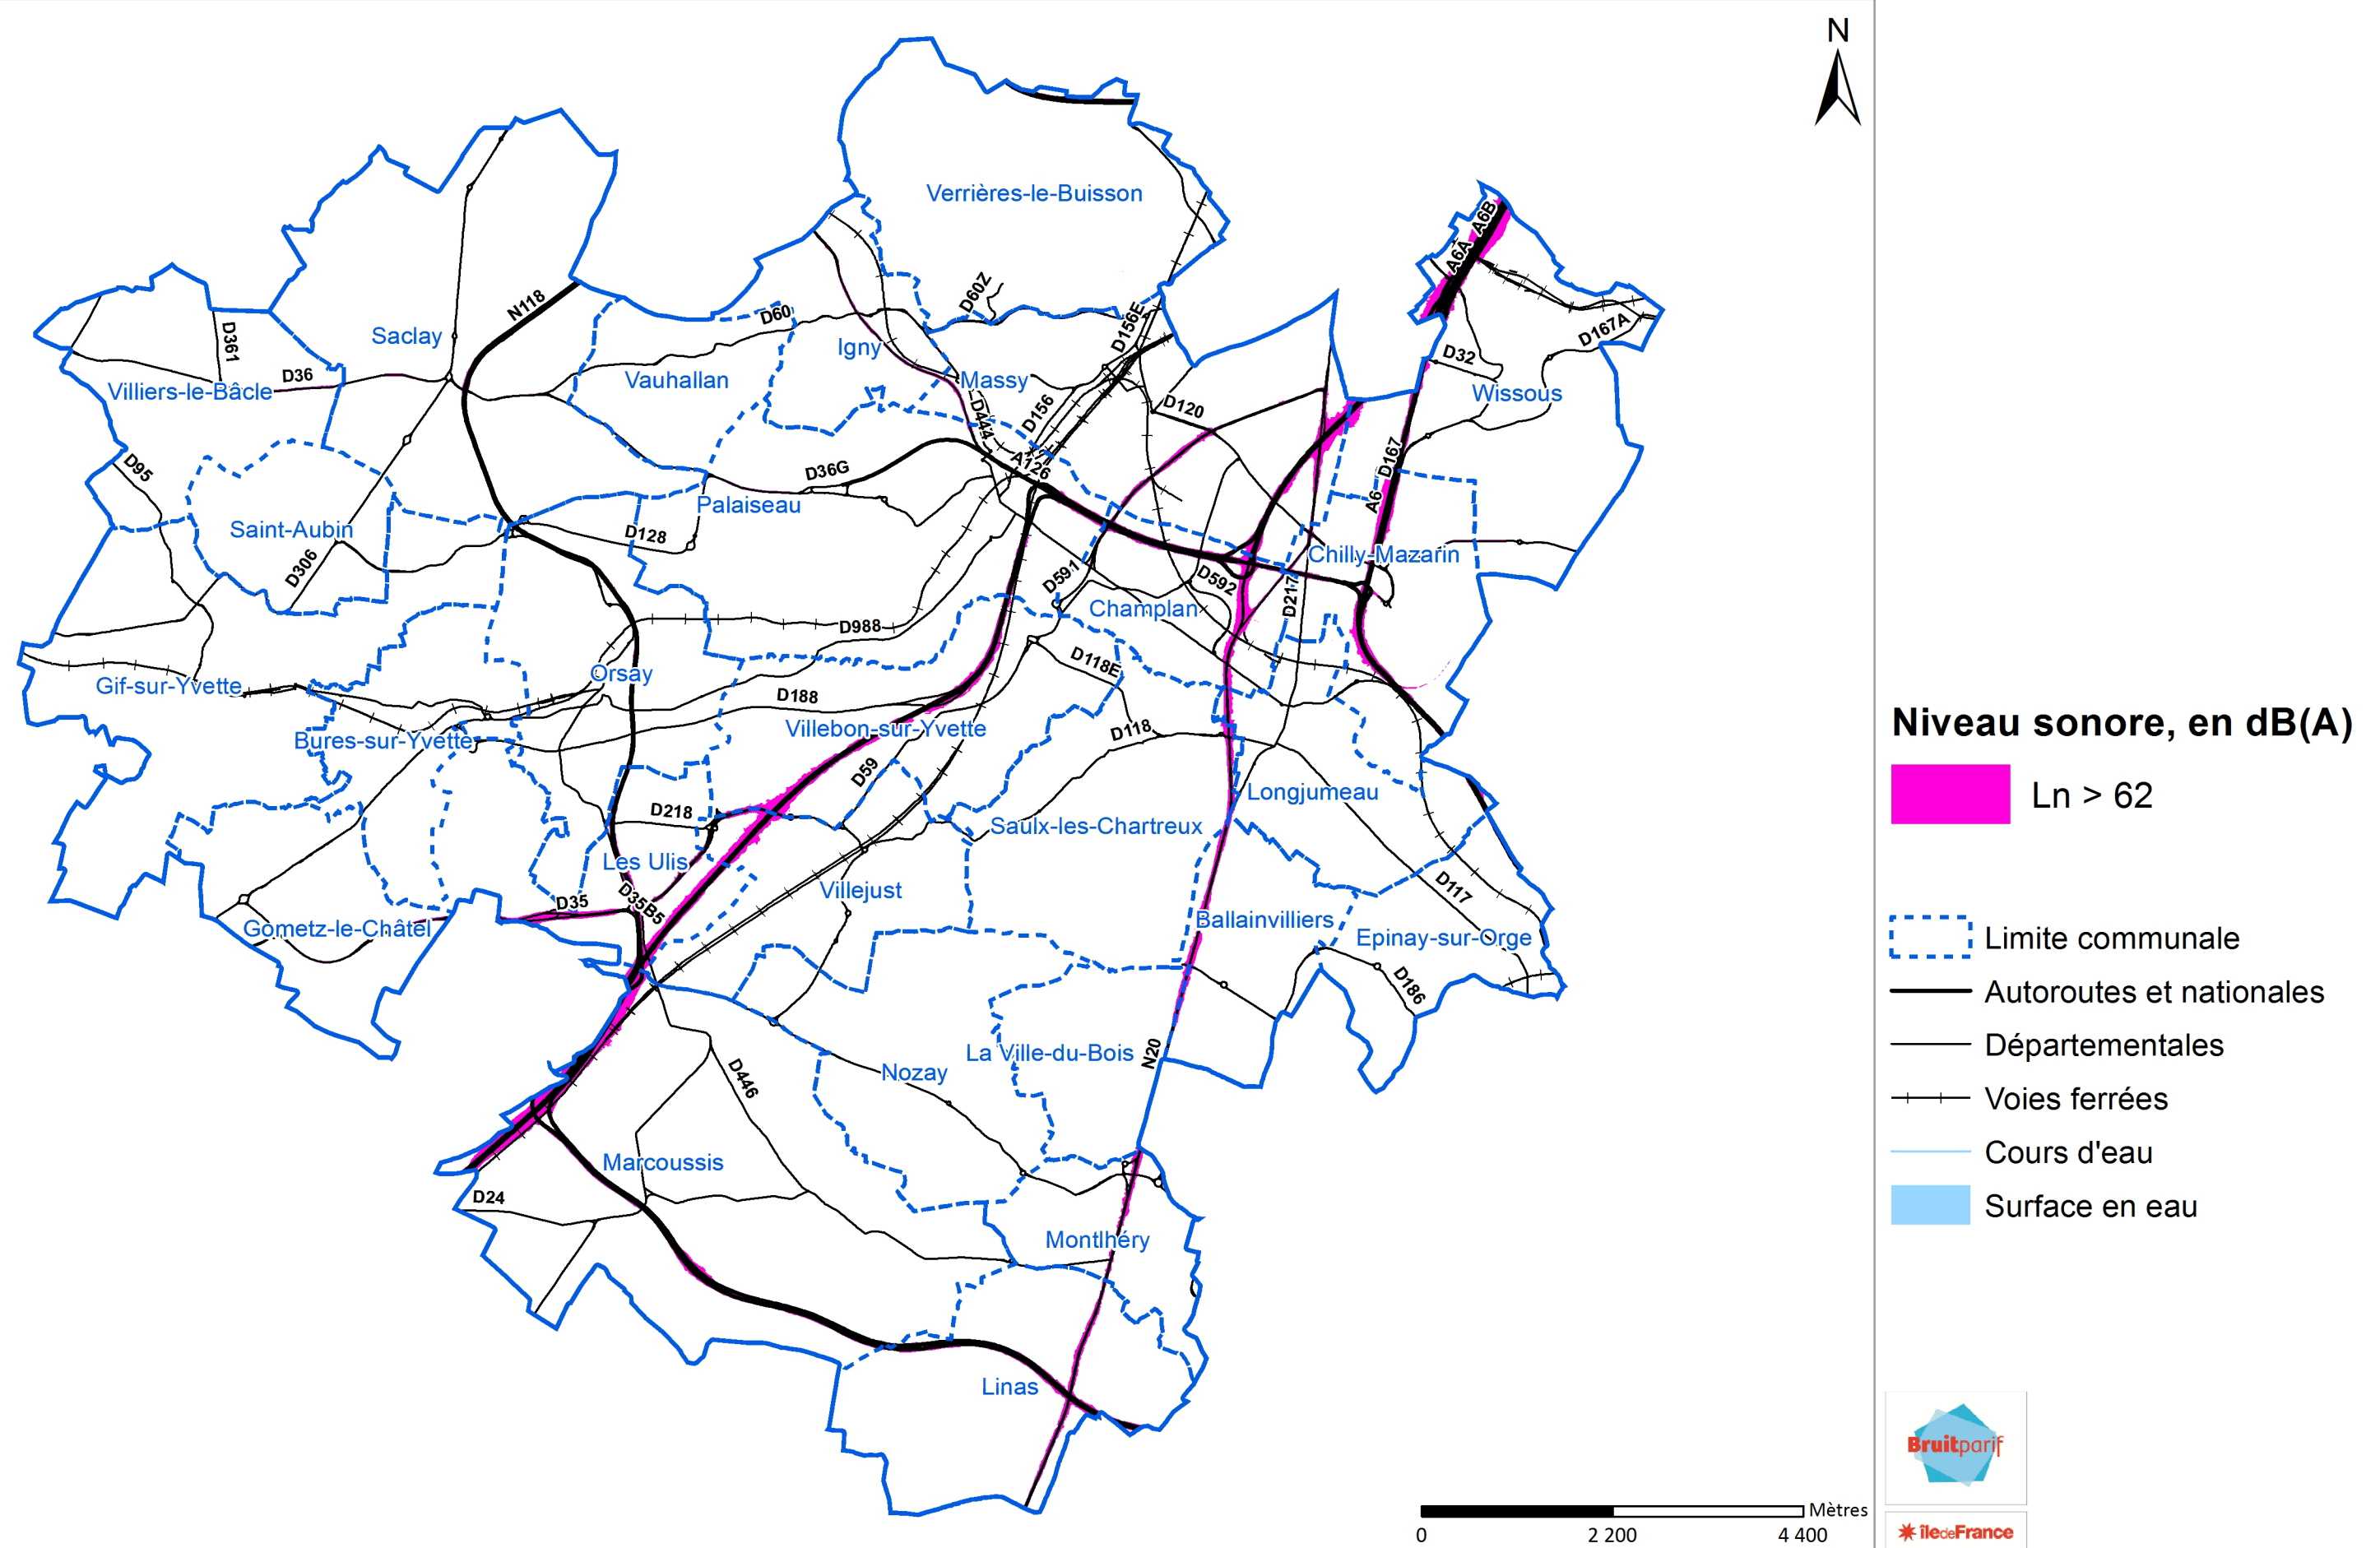 N
Verrières-le-Buisson
A6B
A6A
N118
D60Z
D60
D156E
D167A
D361
Saclay
Igny
D32
D36
Villiers-le-Bâcle
Vauhallan
Massy
Wissous
D156
D120
D444
D95
D36G
A126
D167
A6
Palaiseau
Saint-Aubin
D128
D306
Chilly-Mazarin
D591
D592
D217
Champlan
D988
D118E
Orsay
Gif-sur-Yvette
D188
Villebon-sur-Yvette
D118
Bures-sur-Yvette
D59
Longjumeau
D218
Saulx-les-Chartreux
Les Ulis
Villejust
D117
D35
D35B5
Ballainvilliers
Gometz-le-Châtel
Epinay-sur-Orge
D186
La Ville-du-Bois
N20
Nozay
D446
Marcoussis
D24
Montlhéry
Linas
Mètres
0 2 200 4 400
Niveau sonore, en dB(A)
Ln > 62
Limite communale
Autoroutes et nationales
Départementales
Voies ferrées
Cours d'eau
Surface en eau
Bruitparif
îledeFrance